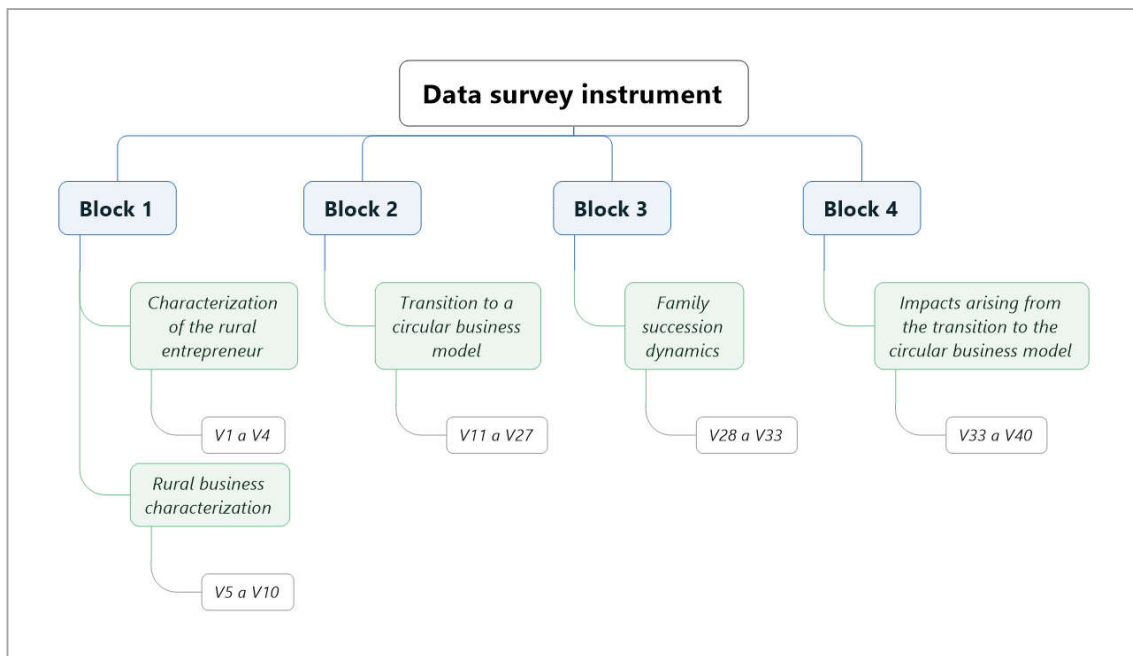 Data survey instrument
Block 1
Block 2
Block 3
Block 4
Characterization
of the rural
entrepreneur
Transition to a
circular business
model
Family
succession
dynamics
Impacts arising from
the transition to the
circular business model
V1 a V4
V11 a V27
V28 a V33
V33 a V40
Rural business
characterization
V5 a V10